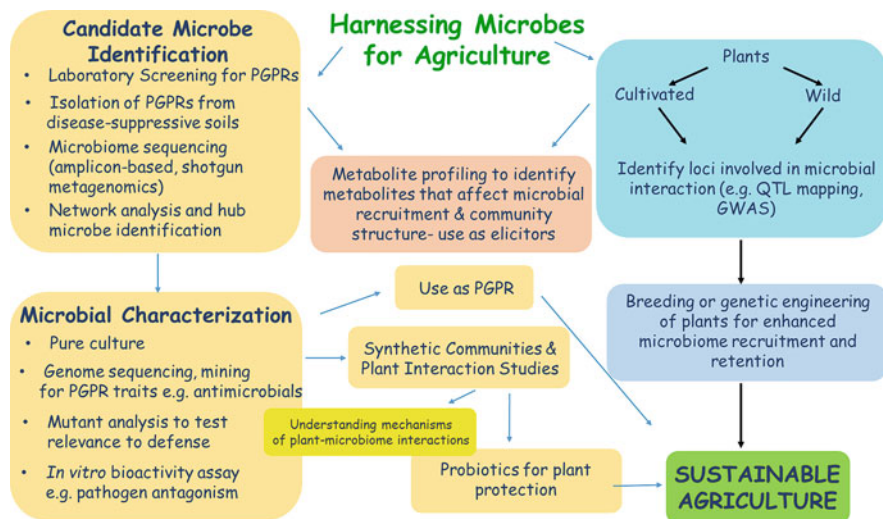 Harnessing Microbes
for Agriculture
Candidate Microbe
Identification
• Laboratory Screening for PGPRs
• Isolation of PGPRs from
disease-suppressive soils
• Microbiome sequencing
(amplicon-based, shotgun
metagenomics)
• Network analysis and hub
microbe identification
Metabolite profiling to identify
metabolites that affect microbial
recruitment & community
structure- use as elicitors
Plants
Cultivated
Wild
Identify loci involved in microbial
interaction (e.g. QTL mapping,
GWAS)
Microbial Characterization
• Pure culture
• Genome sequencing, mining
for PGPR traits e.g. antimicrobials
• Mutant analysis to test
relevance to defense
• In vitro bioactivity assay
e.g. pathogen antagonism
Use as PGPR
Synthetic Communities &
Plant Interaction Studies
Understanding mechanisms
of plant-microbiome interactions
Probiotics for plant
protection
Breeding or genetic engineering
of plants for enhanced
microbiome recruitment and
retention
SUSTAINABLE
AGRICULTURE